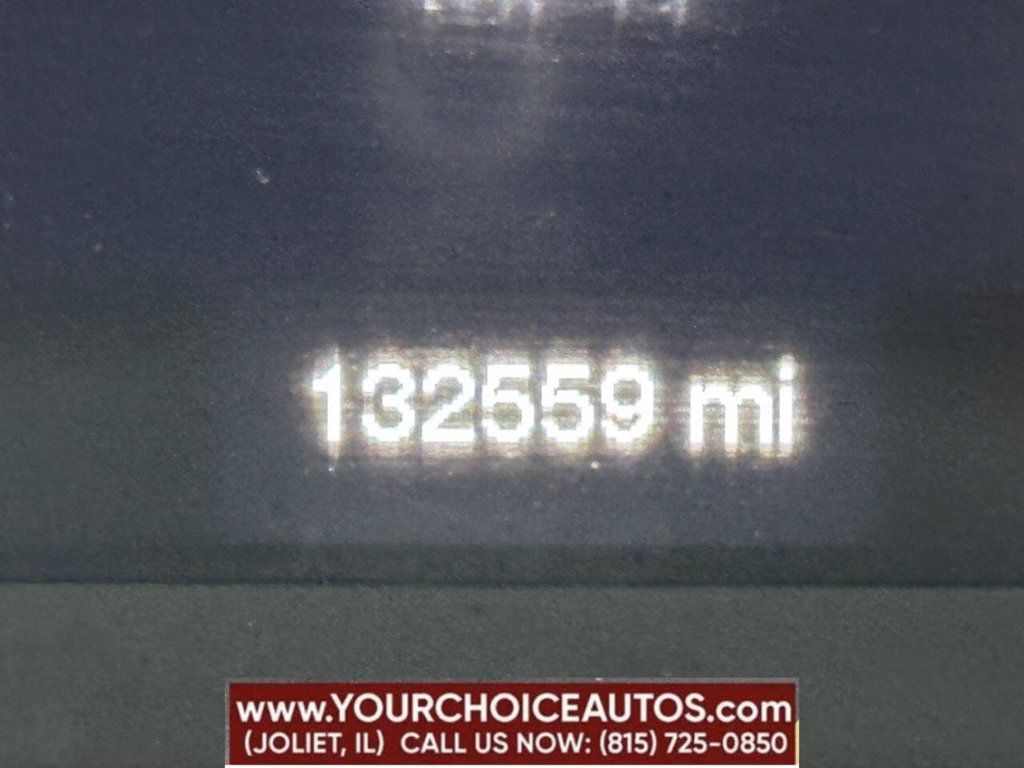 132559 mi
www.YOURCHOICEAUTOS.com
(JOLIET, IL) CALL US NOW: (815) 725-0850